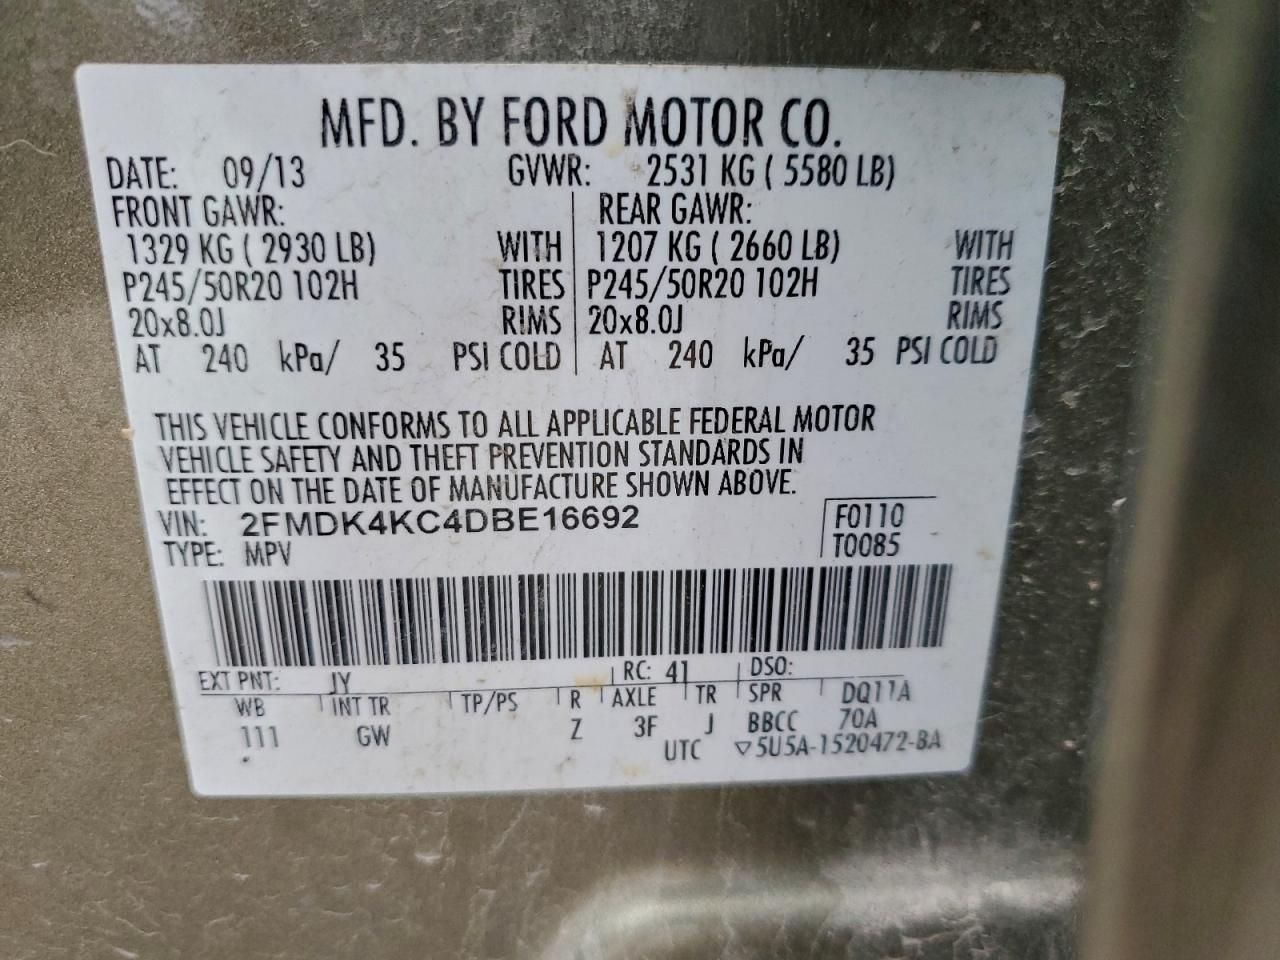 MFD. BY FORD MOTOR CO.
DATE: 09/13 GVWR: 2531 KG ( 5580 LB)
FRONT GAWR: REAR GAWR:
1329 KG ( 2930 LB) WITH 1207 KG ( 2660 LB) WITH
P245/50R20 102H TIRES P245/50R20 102H TIRES
20x8.0J RIMS 20x8.0J RIMS
AT 240 kPa/ 35 PSI COLD AT 240 kPa/ 35 PSI COLD
THIS VEHICLE CONFORMS TO ALL APPLICABLE FEDERAL MOTOR
VEHICLE SAFETY AND THEFT PREVENTION STANDARDS IN
EFFECT ON THE DATE OF MANUFACTURE SHOWN ABOVE.
VIN: 2FMDK4KC4DBE16692 F0110
TYPE: MPV T0085
EXT PNT: JY RC: 41 DSO:
WB INT TR TP/PS R AXLE TR SPR DQ11A
111 GW Z 3F J BBCC 70A
UTC ▽5U5A-1520472-BA